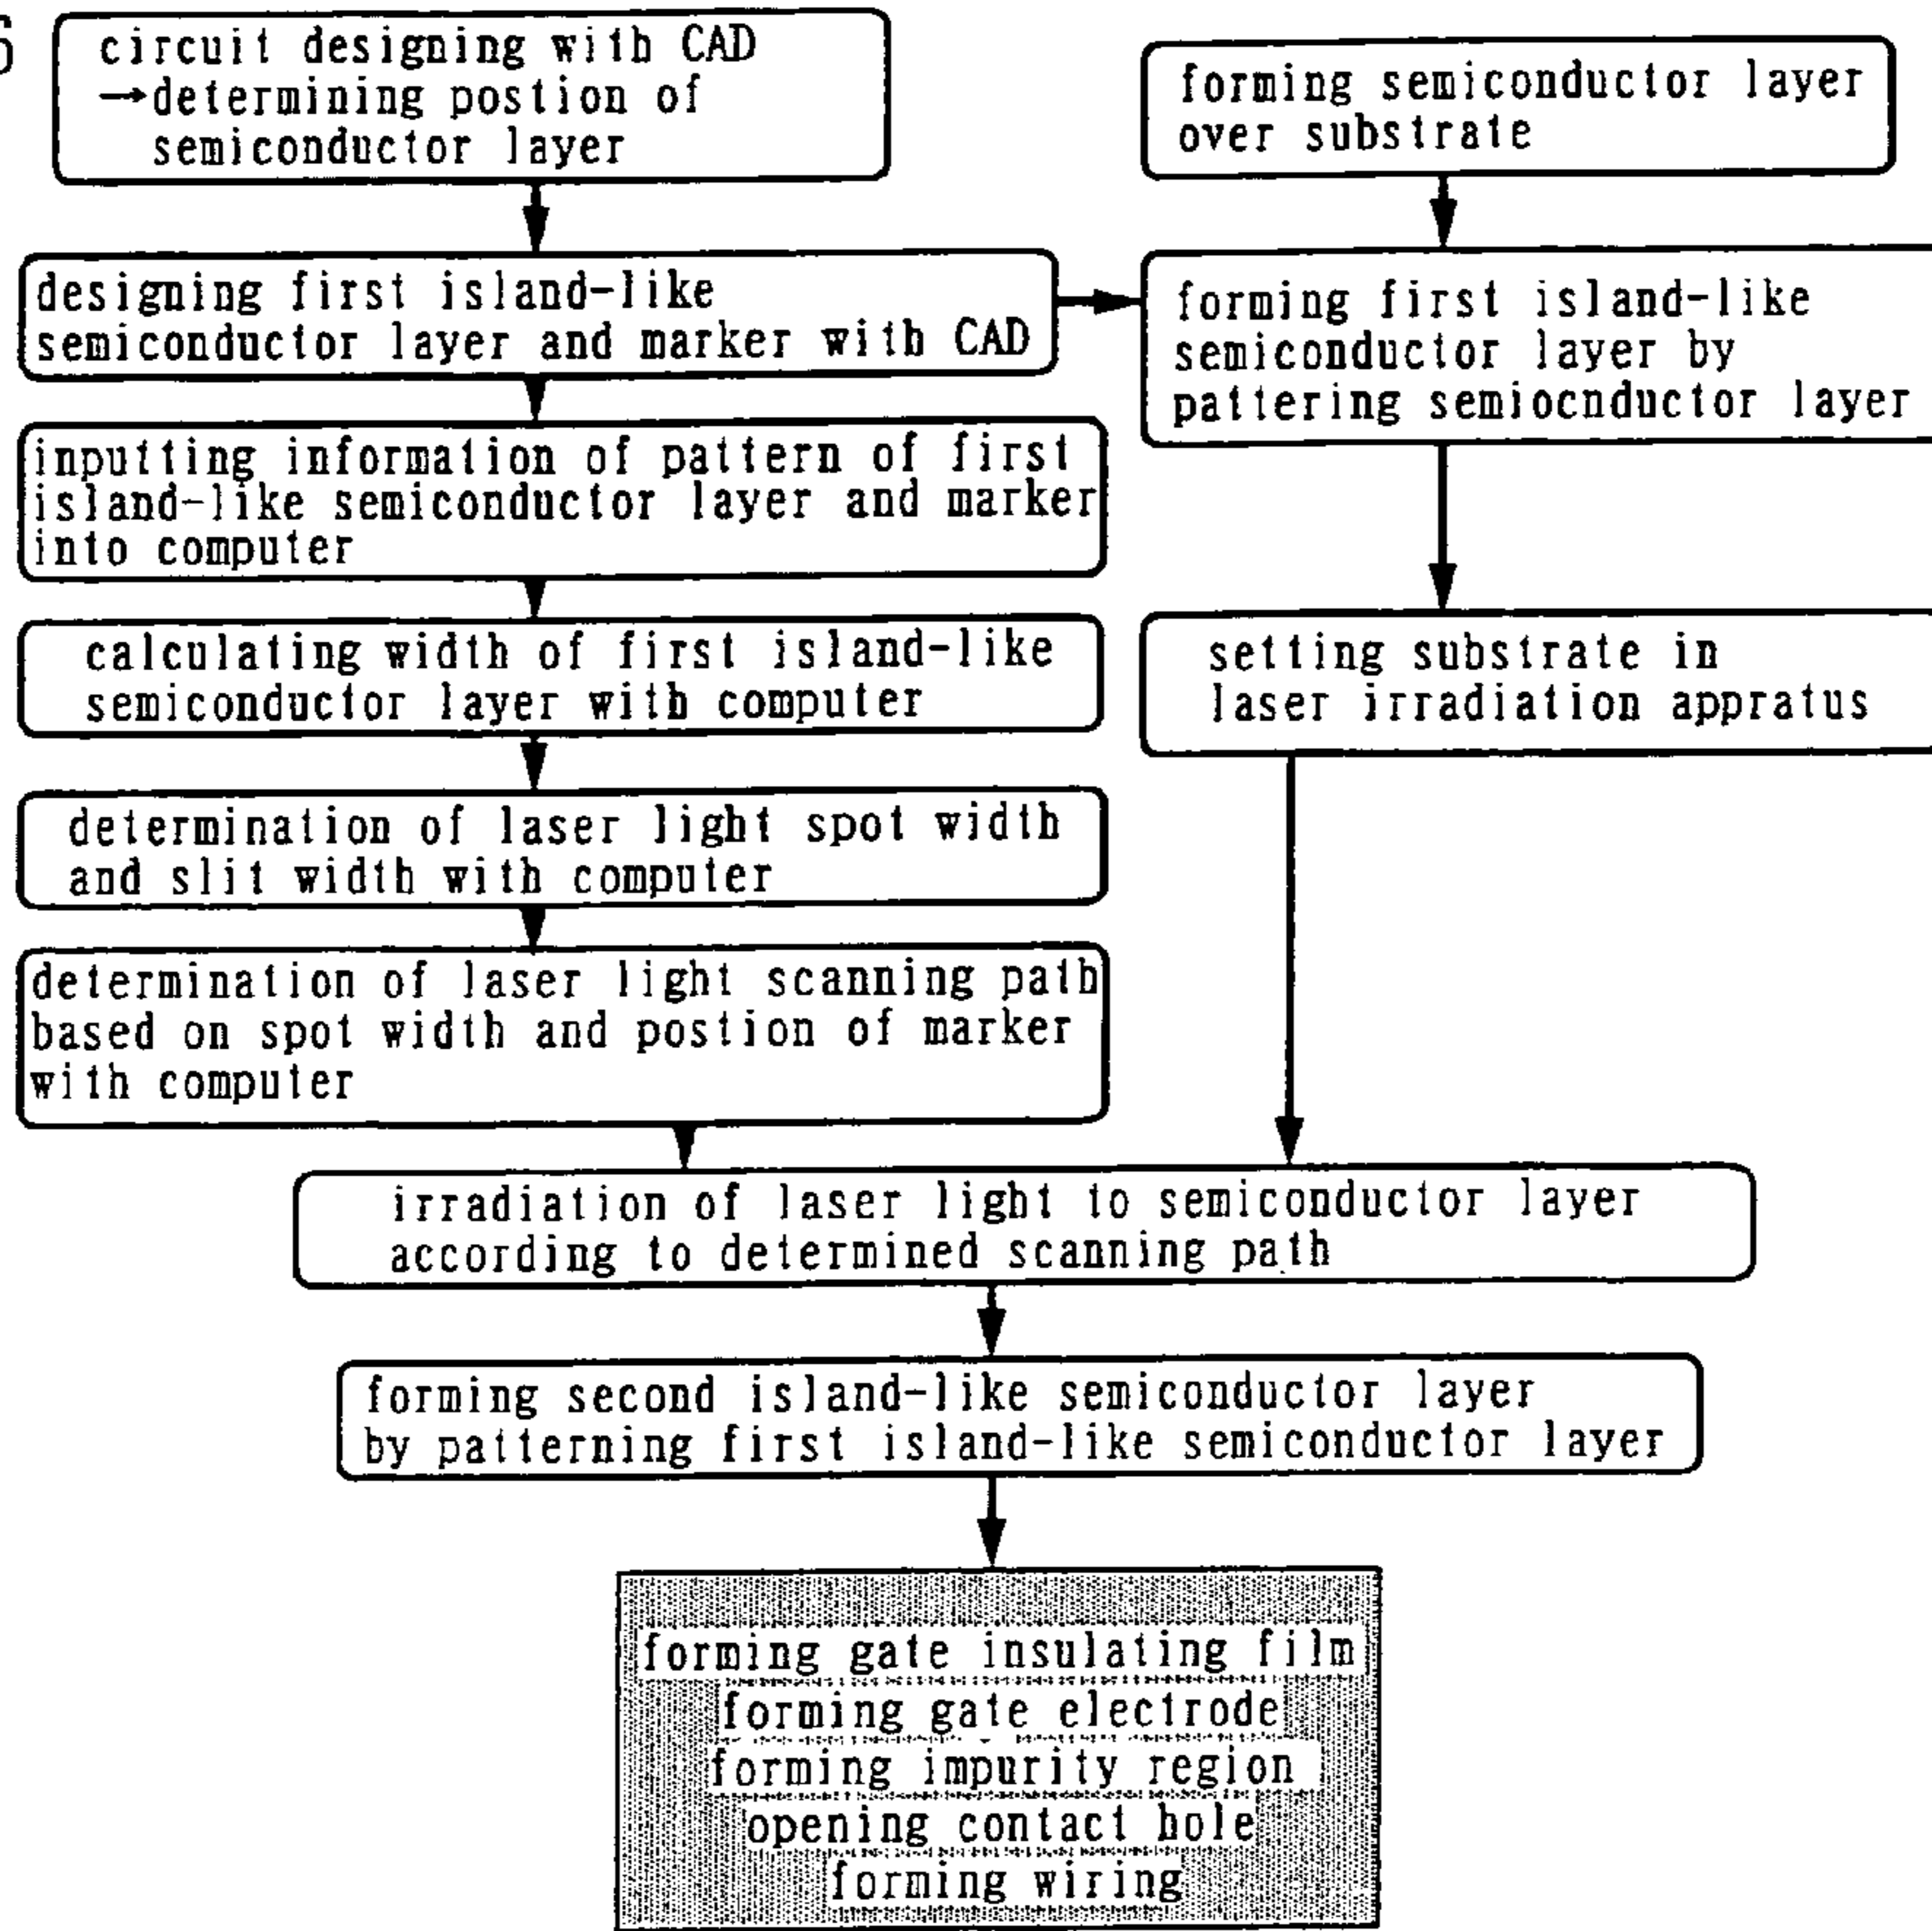 circuit designing with CAD
→determining postion of
semiconductor layer
forming semiconductor layer
over substrate
designing first island-like
semiconductor layer and marker with CAD
forming first island-like
semiconductor layer by
pattering semiocnductor layer
inputting information of pattern of first
island-like semiconductor layer and marker
into computer
calculating width of first island-like
semiconductor layer with computer
setting substrate in
laser irradiation appratus
determination of laser light spot width
and slit width with computer
determination of laser light scanning path
based on spot width and postion of marker
with computer
irradiation of laser light to semiconductor layer
according to determined scanning path
forming second island-like semiconductor layer
by patterning first island-like semiconductor layer
forming gate insulating film
forming gate electrode
forming impurity region
opening contact hole
forming wiring